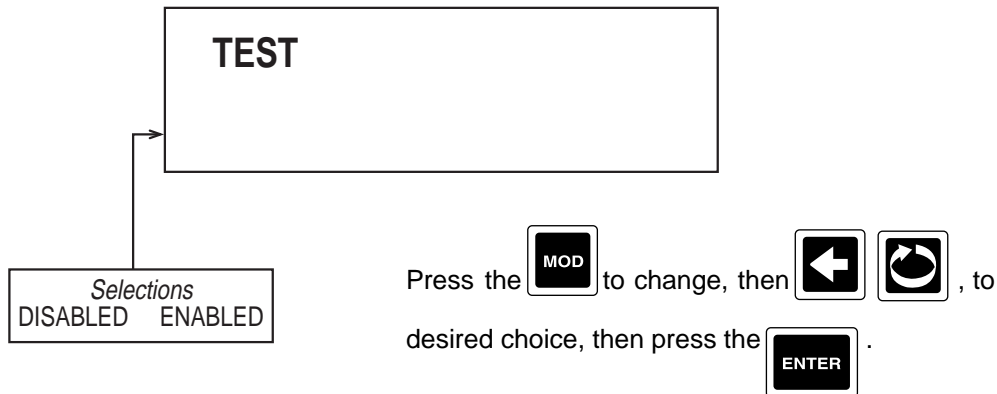 TEST
Selections
DISABLED ENABLED
Press the MOD to change, then , to
desired choice, then press the ENTER .